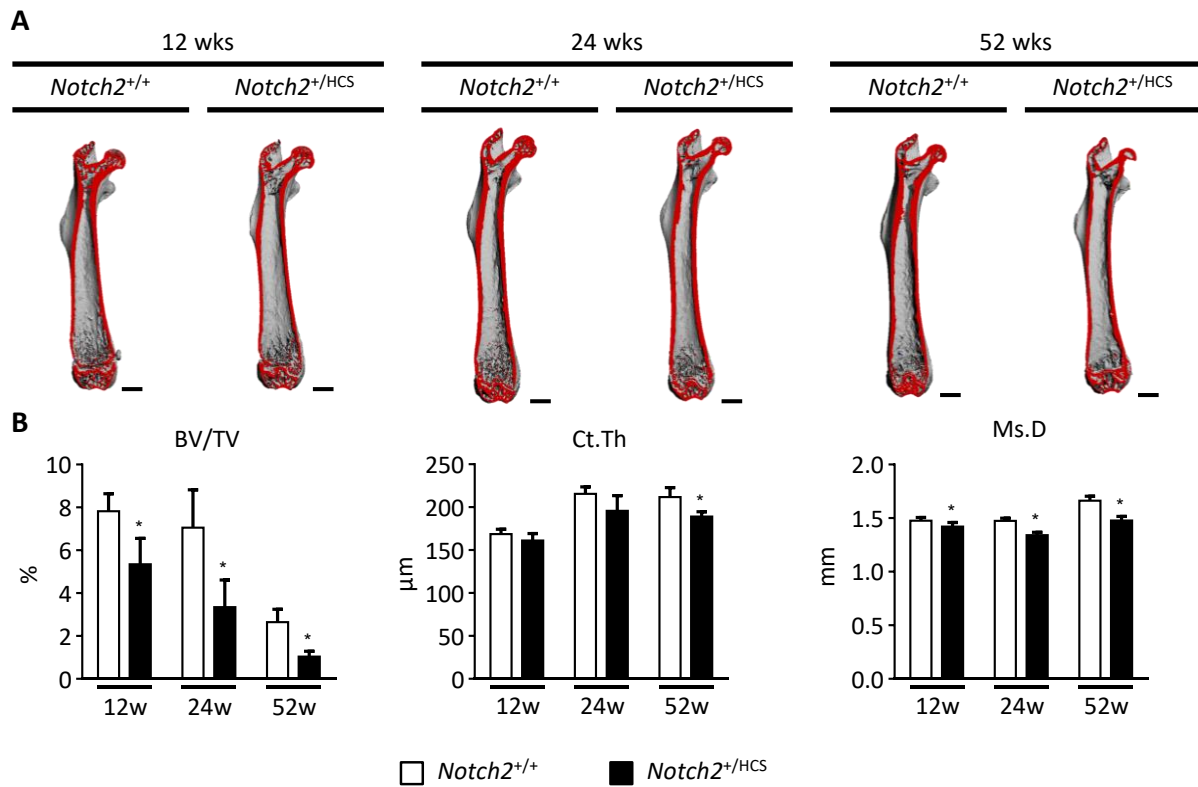 A
12 wks 24 wks 52 wks
Notch2+/+ Notch2+/HCS Notch2+/+ Notch2+/HCS Notch2+/+ Notch2+/HCS
B
BV/TV
10
8
6
4
2
0
%
*
*
*
12w 24w 52w
Ct.Th
250
200
150
100
50
0
μm
*
12w 24w 52w
Ms.D
2.0
1.5
1.0
0.5
0.0
mm
*
*
*
12w 24w 52w
Notch2+/+ Notch2+/HCS